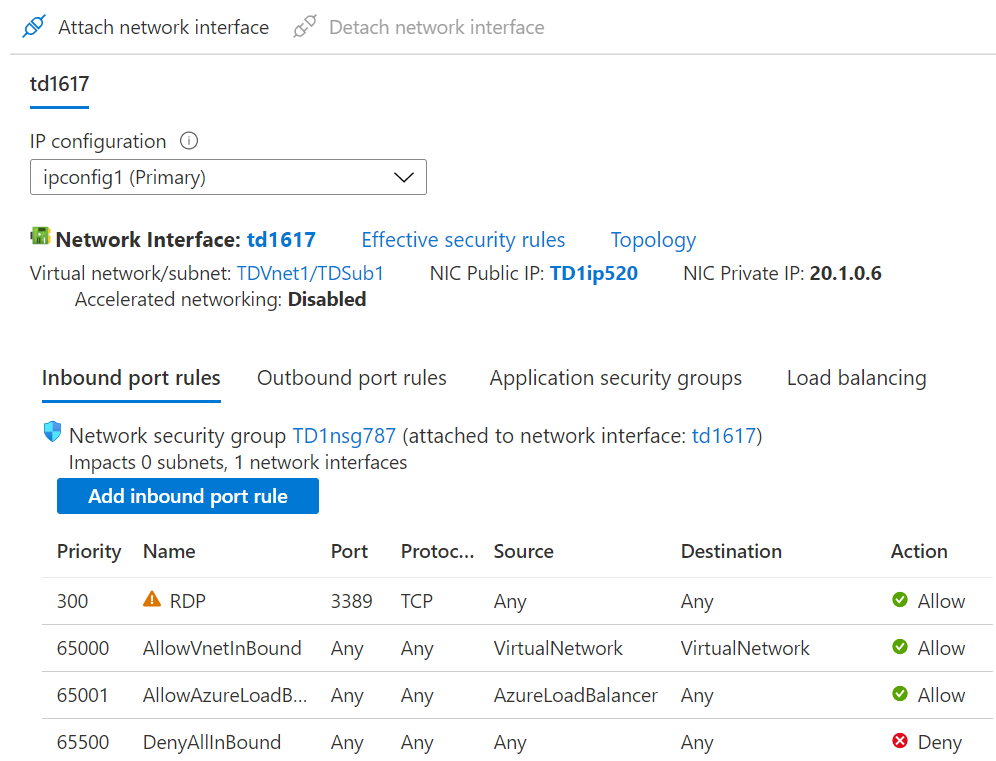 Attach network interface Detach network interface
td1617
IP configuration
ipconfig1 (Primary)
Network Interface: td1617 Effective security rules Topology
Virtual network/subnet: TDVnet1/TDSub1 NIC Public IP: TD1ip520 NIC Private IP: 20.1.0.6
Accelerated networking: Disabled
Inbound port rules Outbound port rules Application security groups Load balancing
Network security group TD1nsg787 (attached to network interface: td1617)
Impacts 0 subnets, 1 network interfaces
Add inbound port rule
Priority Name Port Protoc... Source Destination Action
300 RDP 3389 TCP Any Any Allow
65000 AllowVnetInBound Any Any VirtualNetwork VirtualNetwork Allow
65001 AllowAzureLoadB... Any Any AzureLoadBalancer Any Allow
65500 DenyAllInBound Any Any Any Any Deny